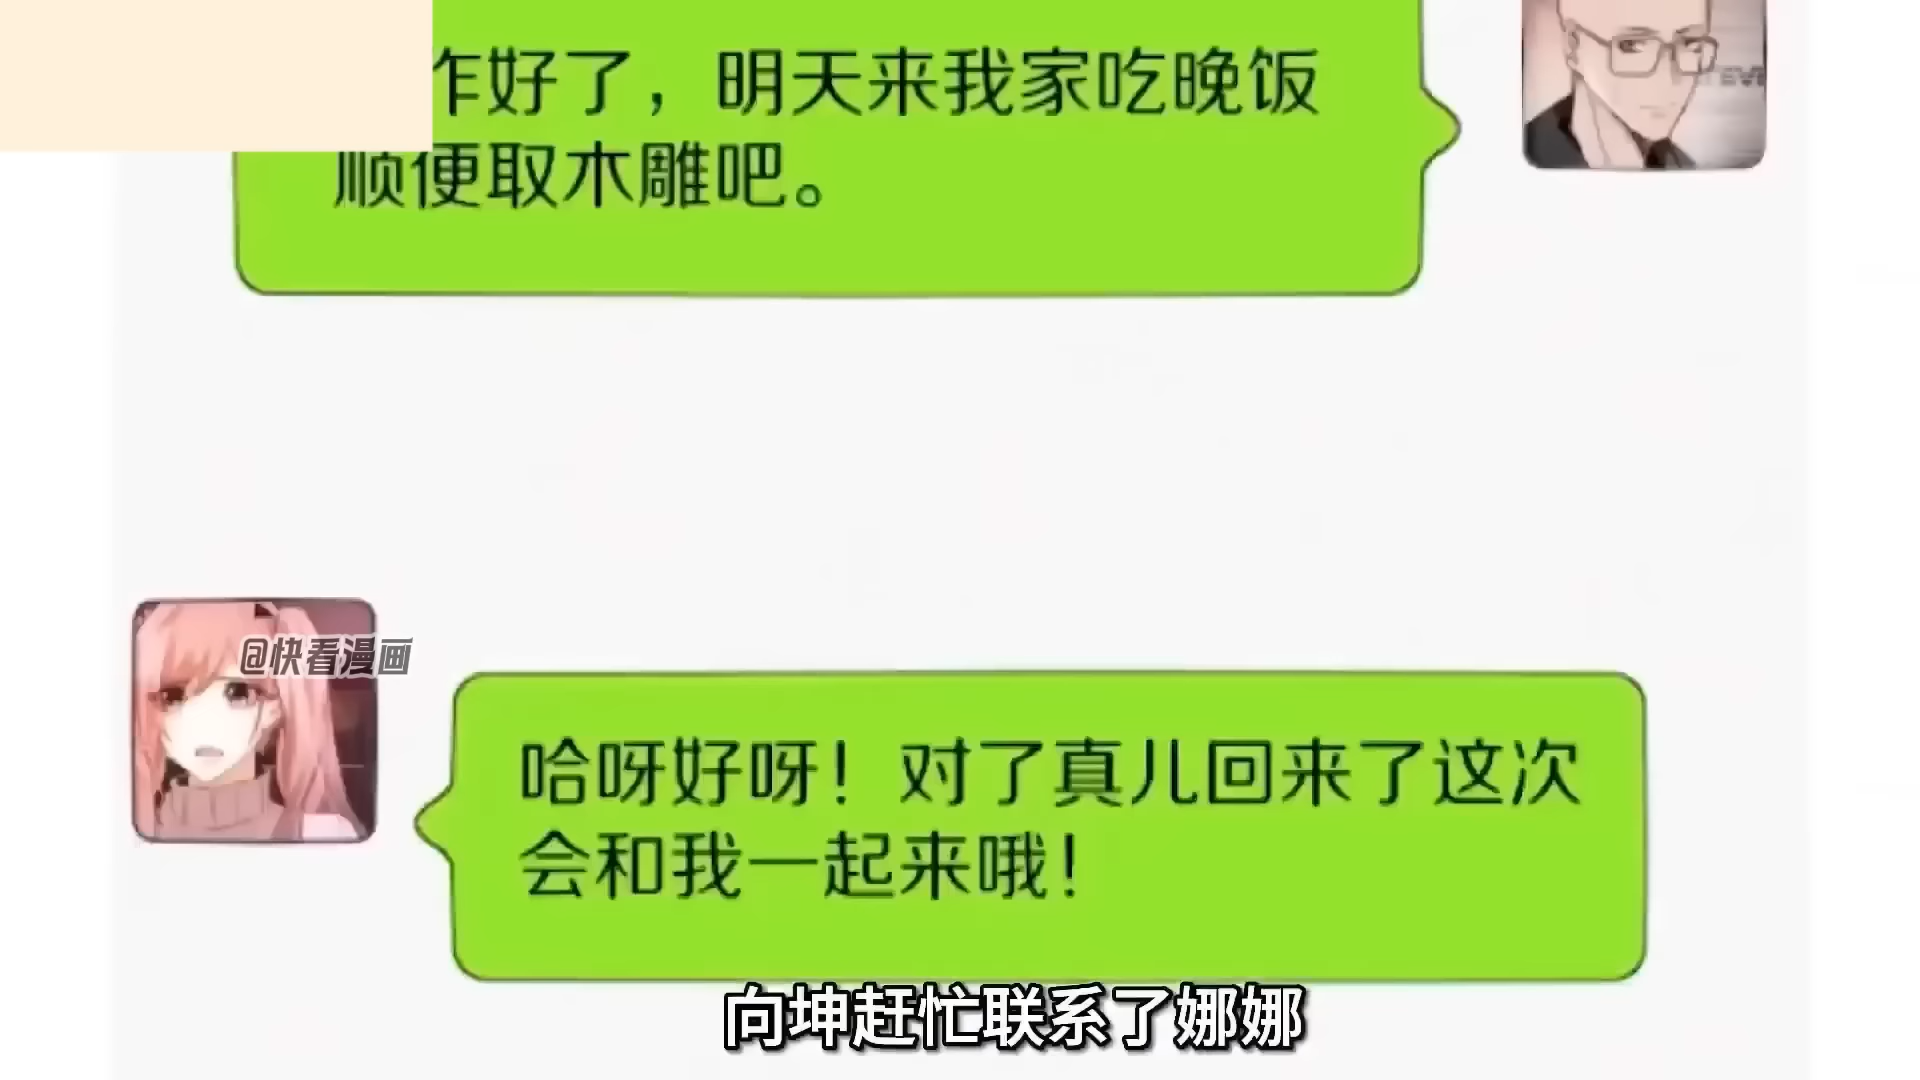 作好了，明天来我家吃晚饭
顺便取木雕吧。
@快看漫画
哈呀好呀！对了真儿回来了这次
会和我一起来哦！
向坤赶忙联系了娜娜